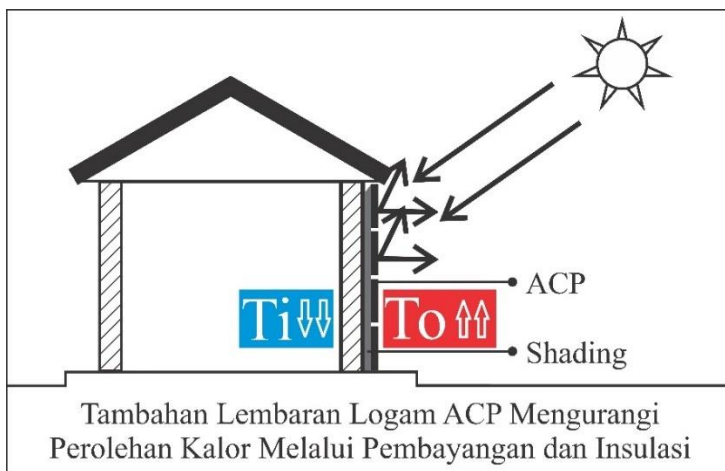 ACP
Ti⇩⇩ To⇧⇧
Shading
Tambahan Lembaran Logam ACP Mengurangi
Perolehan Kalor Melalui Pembayangan dan Insulasi